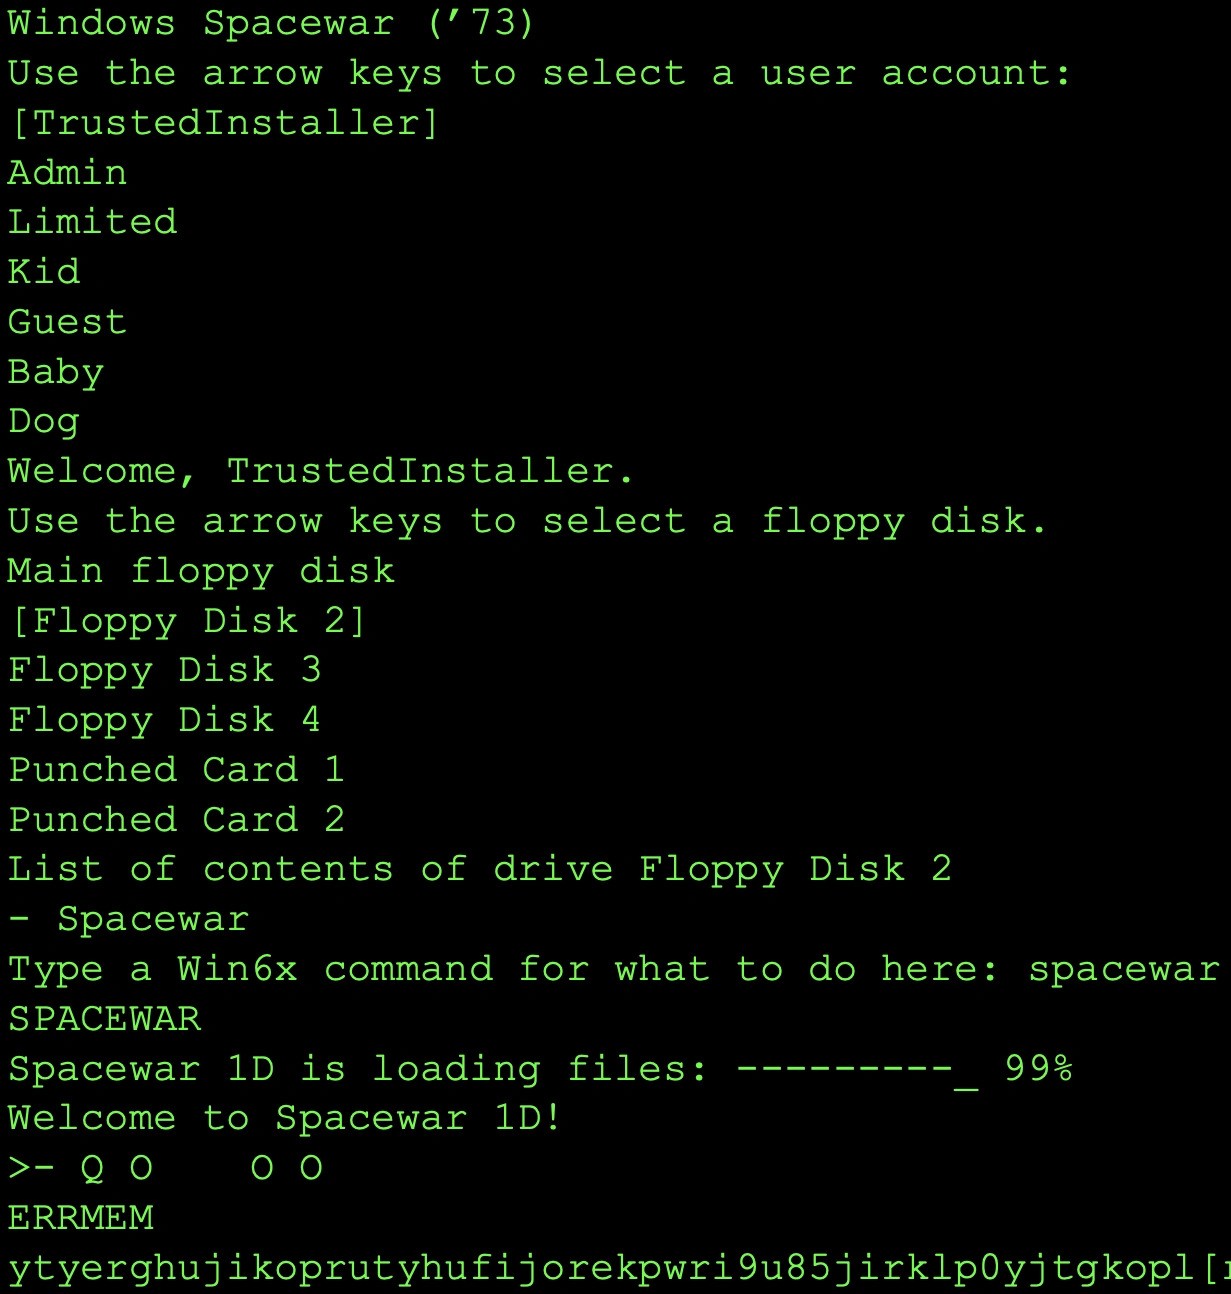 Windows Spacewar (’73)
Use the arrow keys to select a user account:
[TrustedInstaller]
Admin
Limited
Kid
Guest
Baby
Dog
Welcome, TrustedInstaller.
Use the arrow keys to select a floppy disk.
Main floppy disk
[Floppy Disk 2]
Floppy Disk 3
Floppy Disk 4
Punched Card 1
Punched Card 2
List of contents of drive Floppy Disk 2
- Spacewar
Type a Win6x command for what to do here: spacewar
SPACEWAR
Spacewar 1D is loading files: ---------_ 99%
Welcome to Spacewar 1D!
>- Q O    O O
ERRMEM
ytyerghujikoprutyhufijorekpwri9u85jirklp0yjtgkopl[